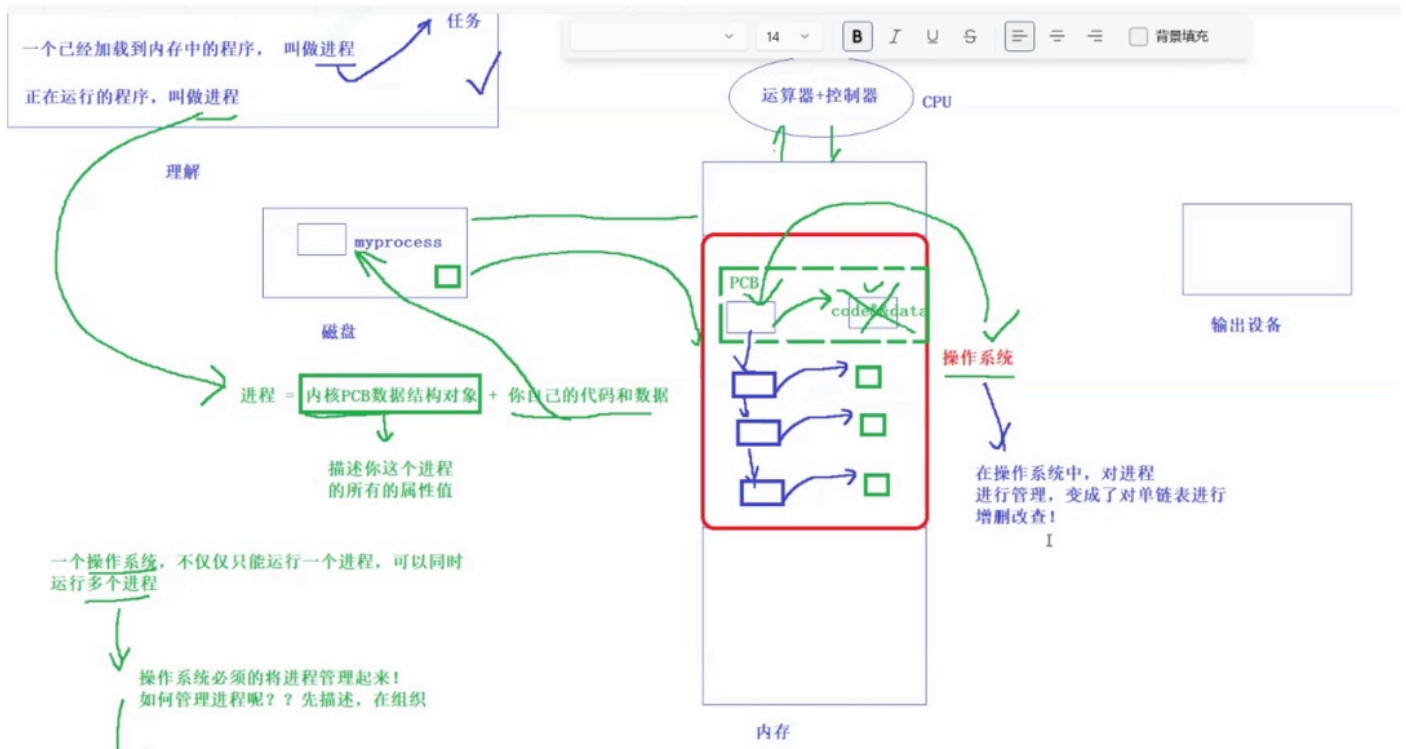 任务
一个已经加载到内存中的程序， 叫做进程
正在运行的程序，叫做进程
14
B
I
U
S
背景填充
运算器+控制器
CPU
理解
myprocess
磁盘
PCB
code&&data
操作系统
输出设备
进程 = 内核PCB数据结构对象 + 你自己的代码和数据
描述你这个进程
的所有的属性值
在操作系统中，对进程
进行管理，变成了对单链表进行
增删改查！
一个操作系统，不仅仅只能运行一个进程，可以同时
运行多个进程
操作系统必须的将进程管理起来！
如何管理进程呢？？先描述，在组织
内存